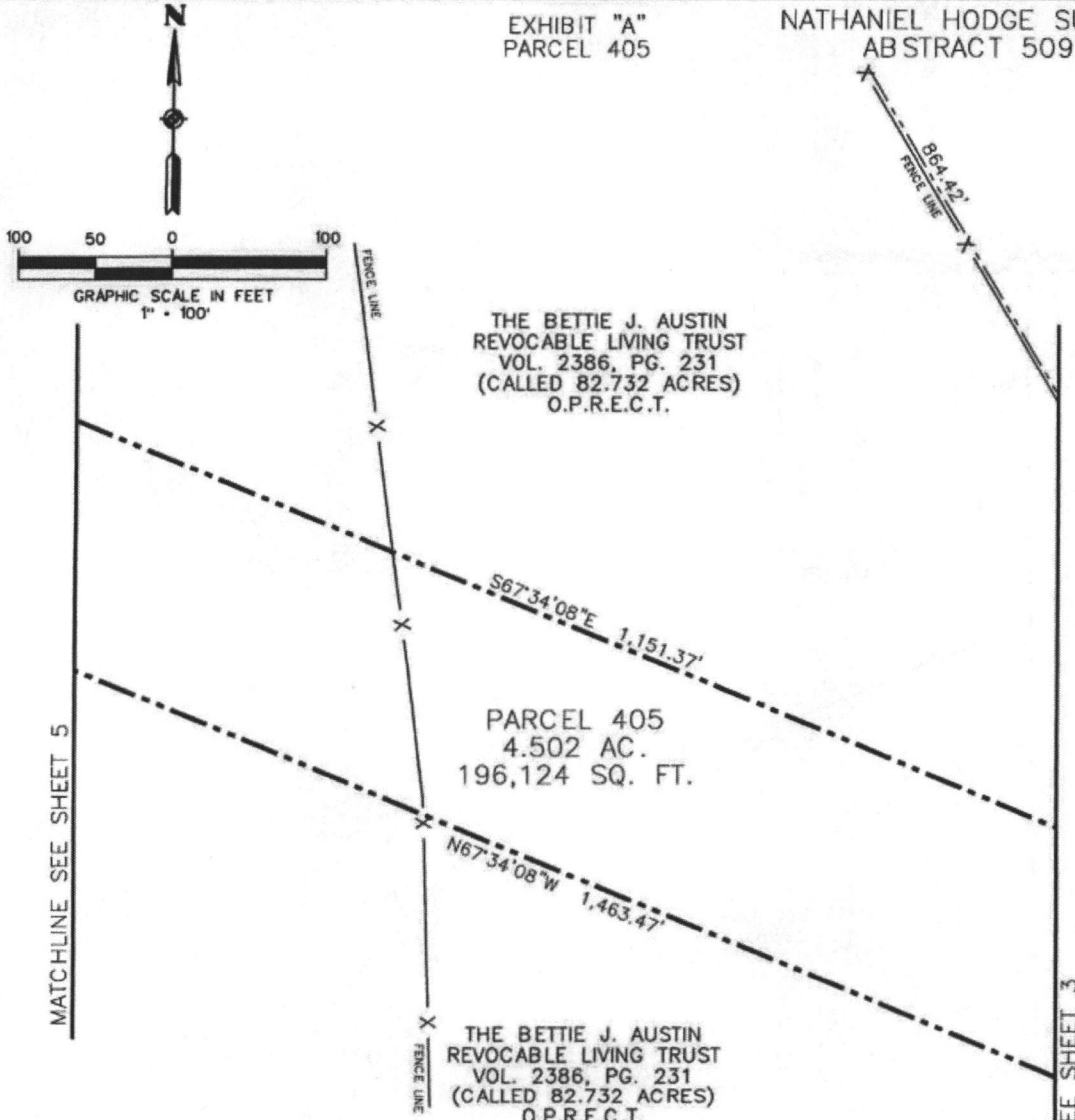 N
EXHIBIT "A"
PARCEL 405
NATHANIEL HODGE
ABSTRACT 509
864.42'
FENCE LINE
100 50 0 100
GRAPHIC SCALE IN FEET
1" = 100'
FENCE LINE
THE BETTIE J. AUSTIN
REVOCABLE LIVING TRUST
VOL. 2386, PG. 231
(CALLED 82.732 ACRES)
O.P.R.E.C.T.
S67°34'08"E 1,151.37'
PARCEL 405
4.502 AC.
196,124 SQ. FT.
MATCHLINE SEE SHEET 5
N67°34'08"W 1,463.47'
THE BETTIE J. AUSTIN
REVOCABLE LIVING TRUST
VOL. 2386, PG. 231
(CALLED 82.732 ACRES)
O.P.R.E.C.T.
FENCE LINE
SHEET 3